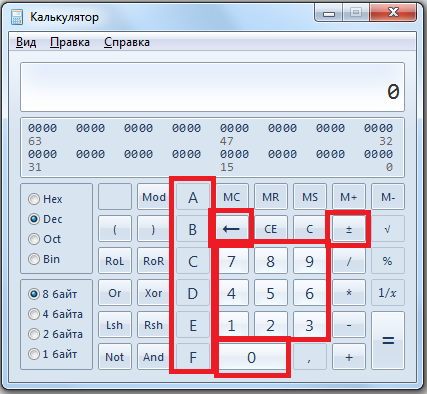 Калькулятор
Вид Правка Справка
0
0000 0000 0000 0000 0000 0000 0000 0000
63 47 32
0000 0000 0000 0000 0000 0000 0000 0000
31 15 0
Hex Mod A MC MR MS M+ M-
Dec ( ) B ← CE C ± √
Oct RoL RoR C 7 8 9 / %
Bin
8 байт Or Xor D 4 5 6 * 1/x
4 байта Lsh Rsh E 1 2 3 - =
2 байта
1 байт Not And F 0 , +